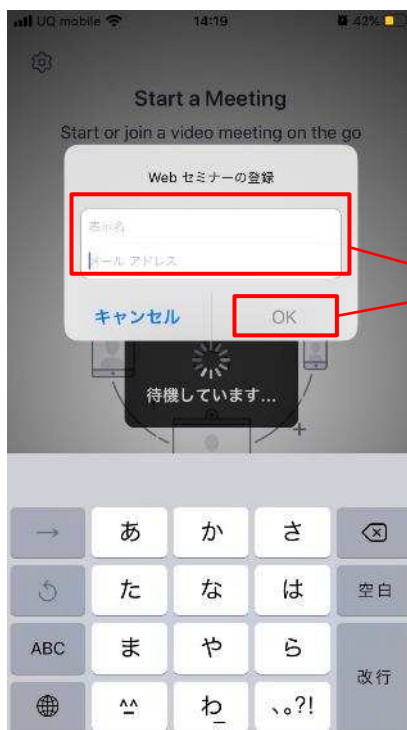 UQ mobile 14:19 42%
Start a Meeting
Start or join a video meeting on the go
Web セミナーの登録
表示名
メール アドレス
キャンセル OK
待機しています...
→ あ か さ
た な は 空白
ABC ま や ら 改行
^^ わ 、。?!